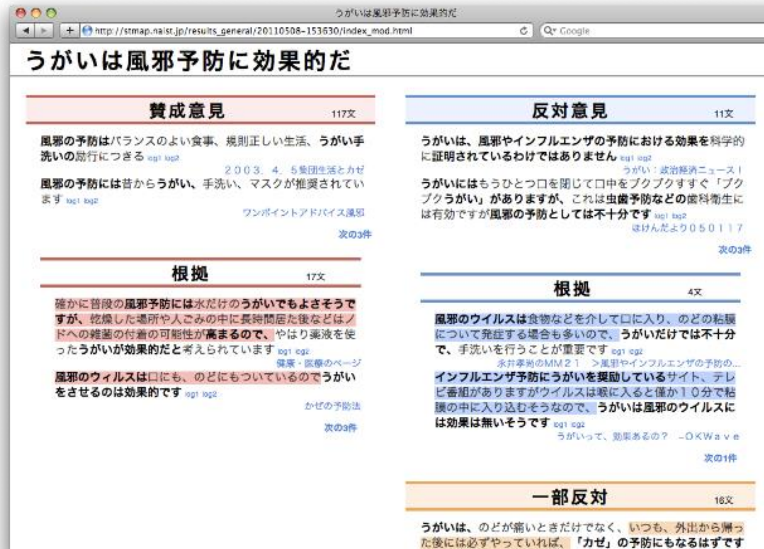 うがいは風邪予防に効果的だ
http://stmap.naist.jp/results_general/20110508-153630/index_mod.html
Google
うがいは風邪予防に効果的だ
賛成意見 117文
風邪の予防はバランスのよい食事、規則正しい生活、うがい手
洗いの励行につきる log1 log2
2003．4．5集団生活とカゼ
風邪の予防には昔からうがい、手洗い、マスクが推奨されてい
ます log1 log2
ワンポイントアドバイス風邪
次の3件
根拠 17文
確かに普段の風邪予防には水だけのうがいでもよさそうで
すが、乾燥した場所や人ごみの中に長時間居た後などはノ
ドへの雑菌の付着の可能性が高まるので、やはり薬液を使
ったうがいが効果的だと考えられています log1 log2
健康・医療のページ
風邪のウィルスは口にも、のどにもついているのでうがい
をさせるのは効果的です log1 log2
かぜの予防法
次の3件
反対意見 11文
うがいは、風邪やインフルエンザの予防における効果を科学的
に証明されているわけではありません log1 log2
うがい：政治経済ニュース！
うがいにはもうひとつ口を閉じて口中をブクブクすすぐ「ブク
ブクうがい」がありますが、これは虫歯予防などの歯科衛生に
は有効ですが風邪の予防としては不十分です log1 log2
ほけんだより050117
次の3件
根拠 4文
風邪のウイルスは食物などを介して口に入り、のどの粘膜
について発症する場合も多いので、うがいだけでは不十分
で、手洗いを行うことが重要です log1 log2
永井孝尚のMM21 ＞風邪やインフルエンザの予防の...
インフルエンザ予防にうがいを奨励しているサイト、テレ
ビ番組がありますがウイルスは喉に入ると僅か10分で粘
膜の中に入り込むそうなので、うがいは風邪のウイルスに
は効果は無いそうです log1 log2
うがいって、効果あるの？ -OKWave
次の1件
一部反対 16文
うがいは、のどが痛いときだけでなく、いつも、外出から帰っ
た後には必ずやっていれば、「カゼ」の予防にもなるはずです